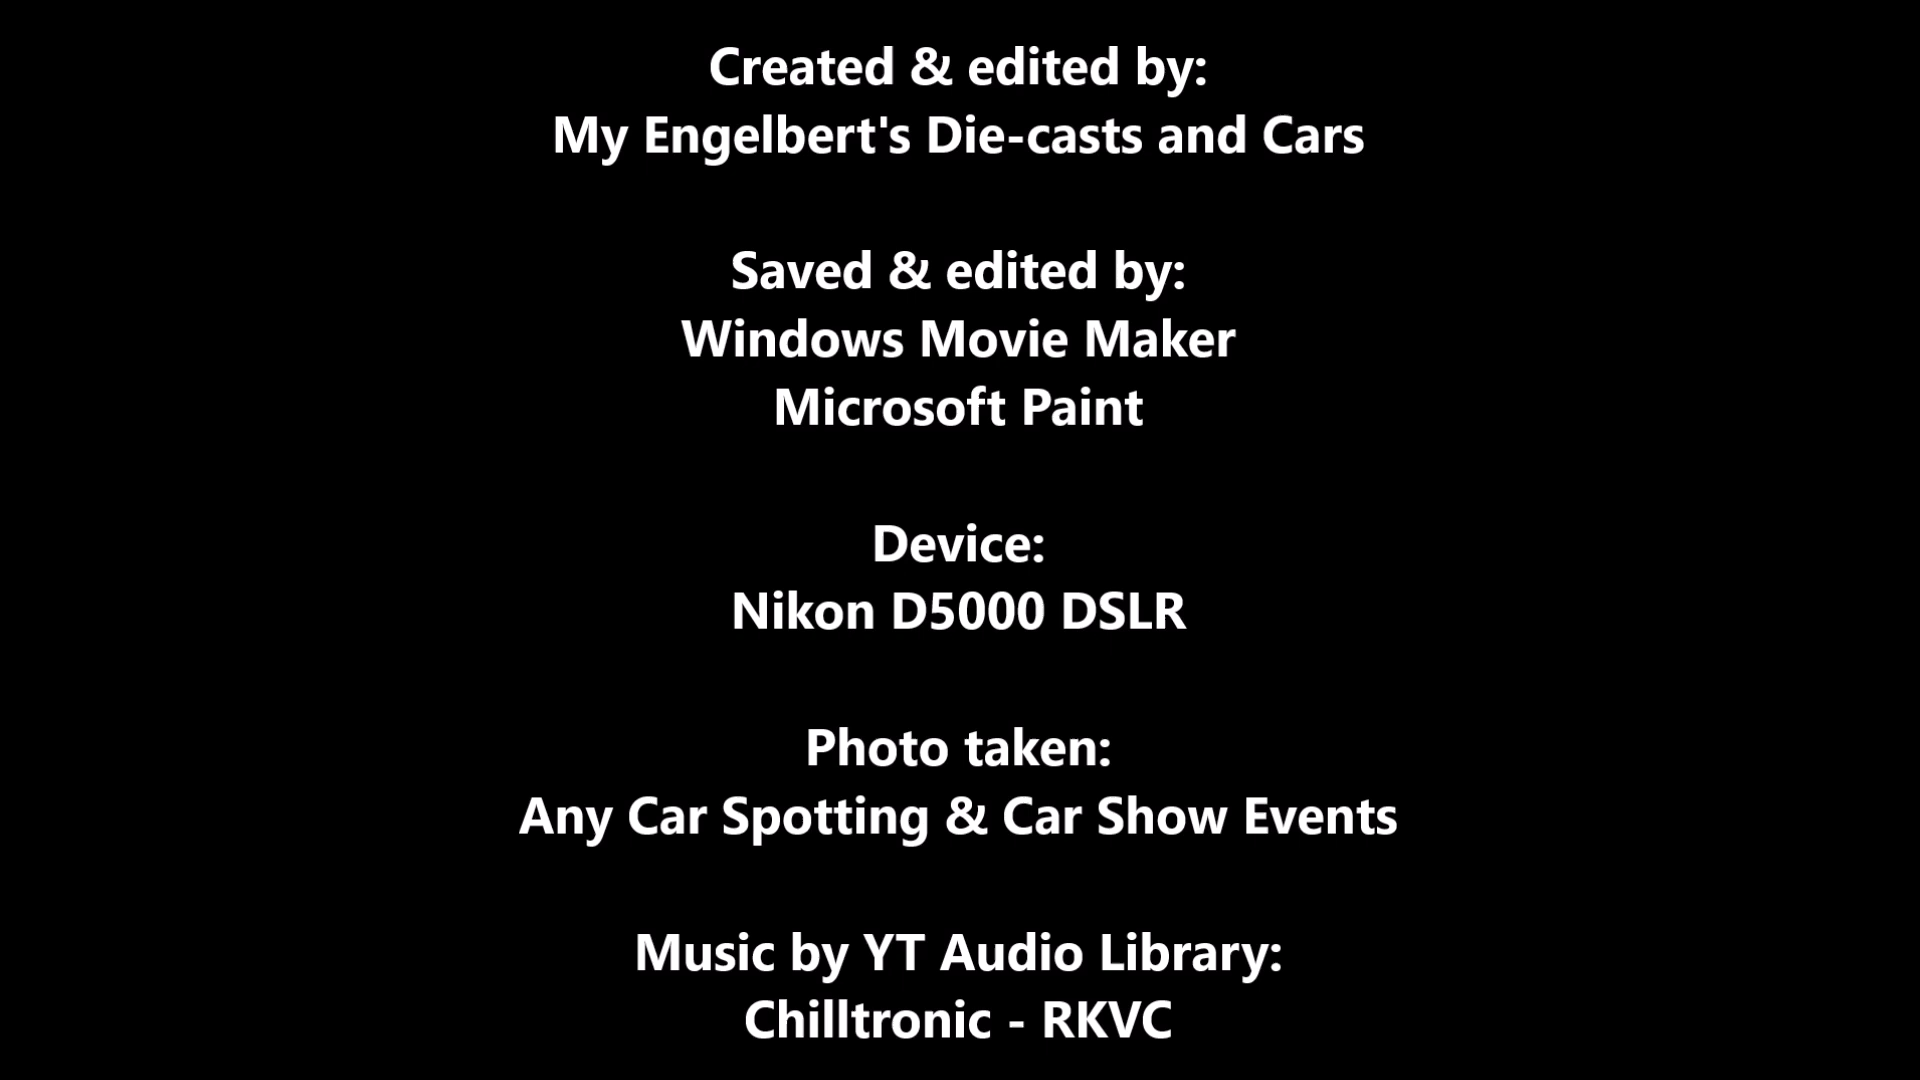 Created & edited by:
My Engelbert's Die-casts and Cars
Saved & edited by:
Windows Movie Maker
Microsoft Paint
Device:
Nikon D5000 DSLR
Photo taken:
Any Car Spotting & Car Show Events
Music by YT Audio Library:
Chilltronic - RKVC